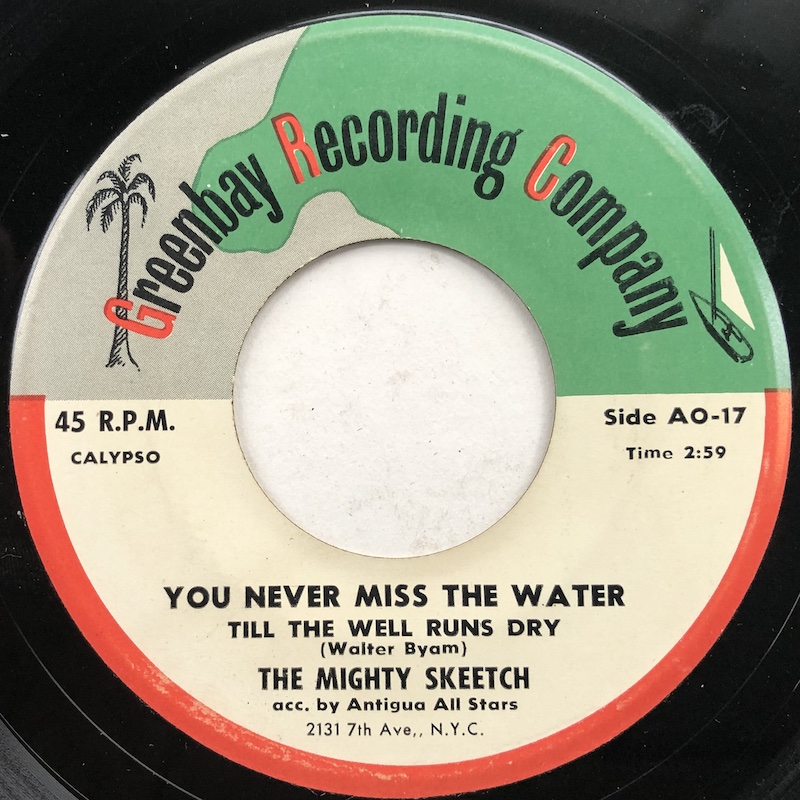 Greenbay Recording Company
45 R.P.M.
CALYPSO
Side AO-17
Time 2:59
YOU NEVER MISS THE WATER
TILL THE WELL RUNS DRY
(Walter Byam)
THE MIGHTY SKEETCH
acc. by Antigua All Stars
2131 7th Ave,, N.Y.C.